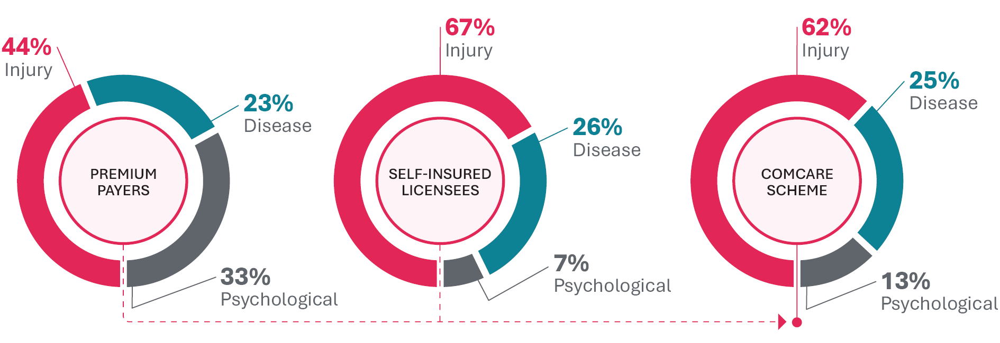 44%
Injury
23%
Disease
PREMIUM
PAYERS
33%
Psychological
67%
Injury
26%
Disease
SELF-INSURED
LICENSEES
7%
Psychological
62%
Injury
25%
Disease
COMCARE
SCHEME
13%
Psychological